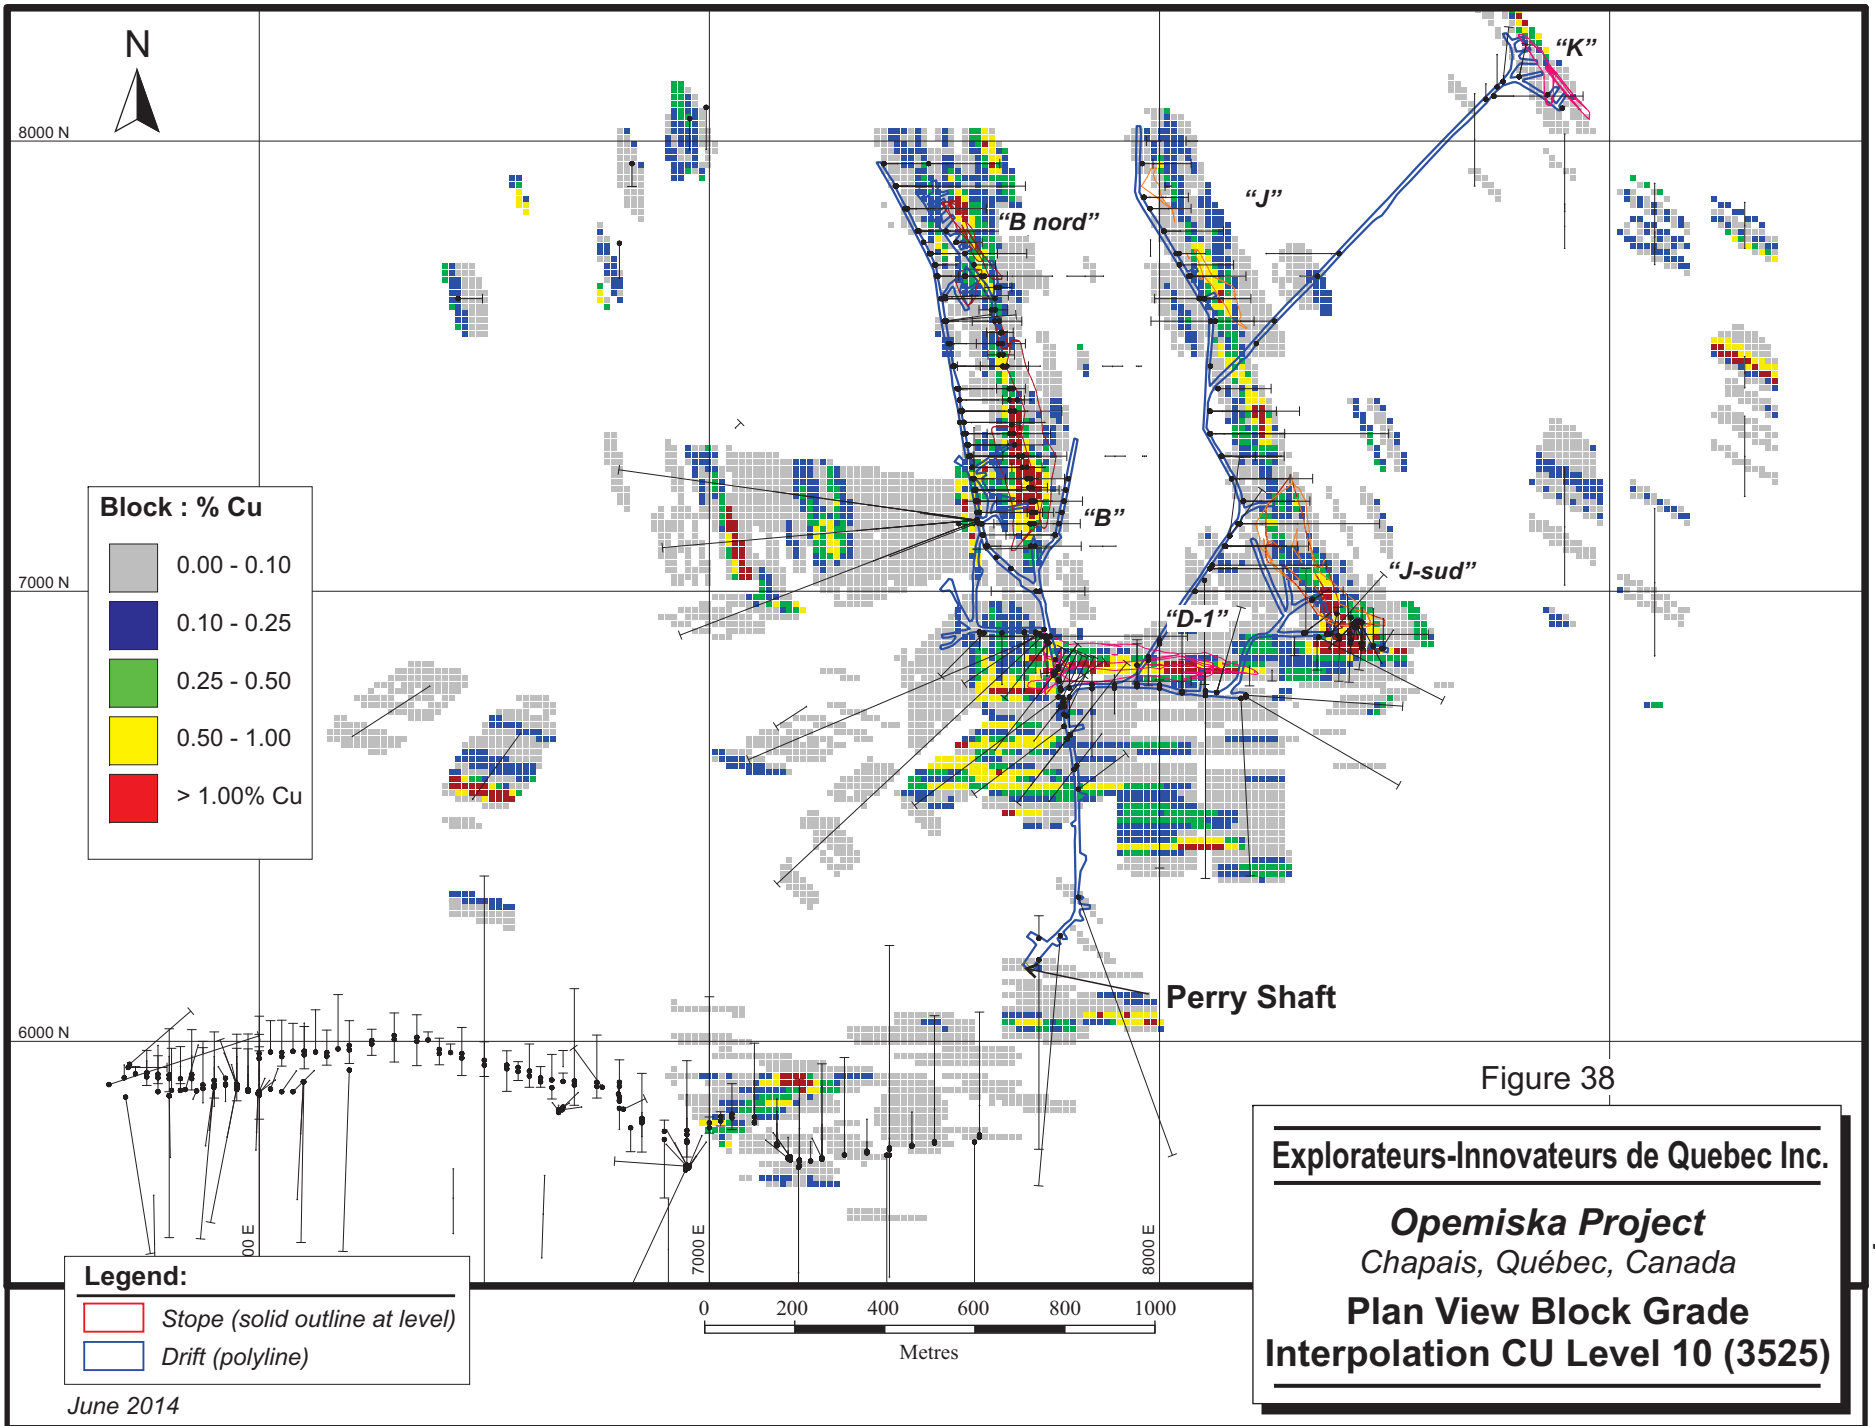 N
"K"
8000 N
"B nord"
"J"
Block : % Cu
0.00 - 0.10
0.10 - 0.25
0.25 - 0.50
0.50 - 1.00
> 1.00% Cu
"B"
7000 N
"J-sud"
"D-1"
Perry Shaft
6000 N
00 E
7000 E
8000 E
Figure 38
Explorateurs-Innovateurs de Quebec Inc.
Opemiska Project
Chapais, Québec, Canada
Plan View Block Grade
Interpolation CU Level 10 (3525)
Legend:
Stope (solid outline at level)
Drift (polyline)
0 200 400 600 800 1000
Metres
June 2014